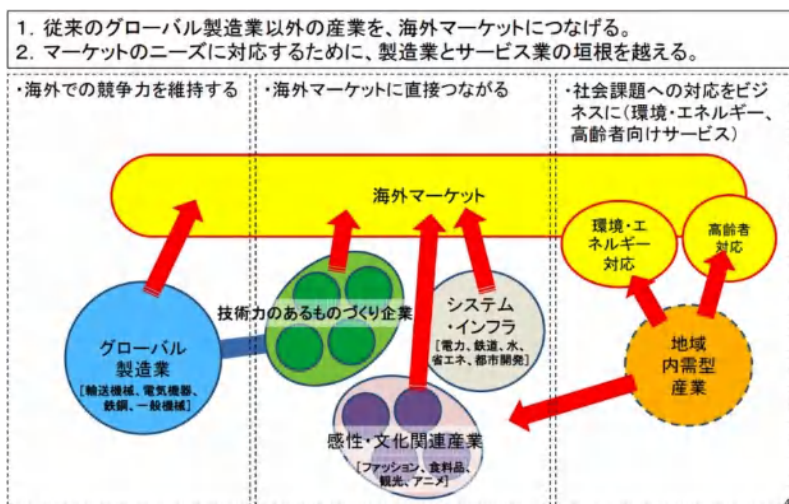 1．従来のグローバル製造業以外の産業を、海外マーケットにつなげる。
2．マーケットのニーズに対応するために、製造業とサービス業の垣根を越える。
・海外での競争力を維持する
・海外マーケットに直接つながる
・社会課題への対応をビジ
ネスに（環境・エネルギー、
高齢者向けサービス）
海外マーケット
環境・エ
ネルギー
対応
高齢者
対応
技術力のあるものづくり企業
システム
・インフラ
［電力、鉄道、水、
省エネ、都市開発］
グローバル
製造業
［輸送機械、電気機器、
鉄鋼、一般機械］
地域
内需型
産業
感性・文化関連産業
［ファッション、食料品、
観光、アニメ］